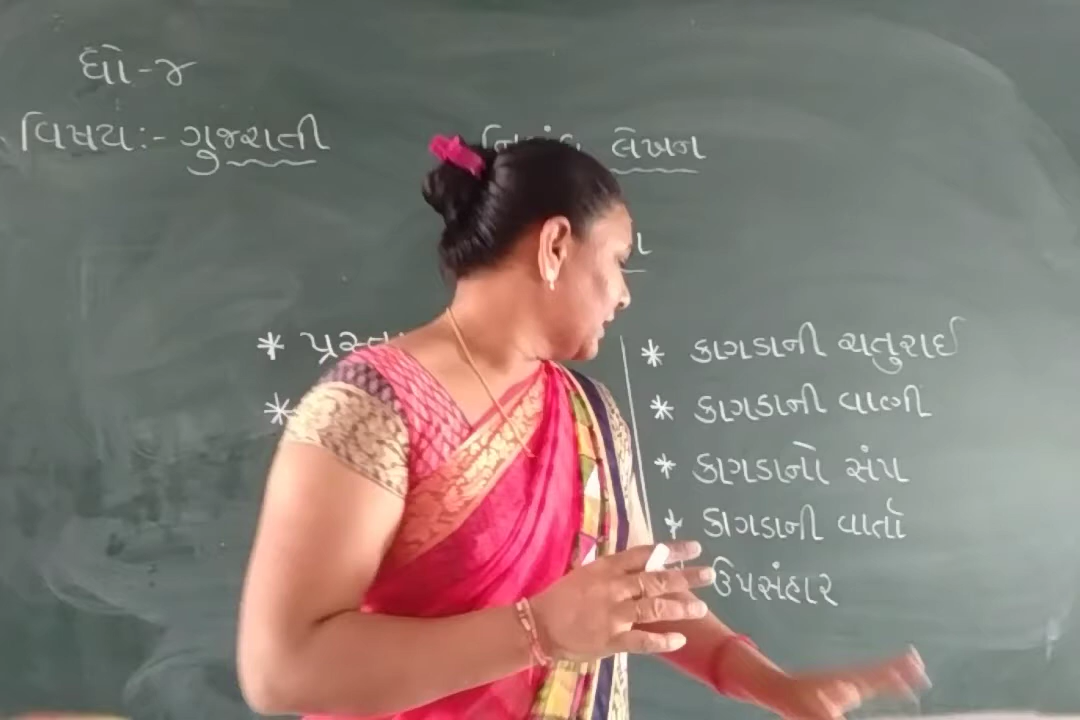 ધો-૪
વિષય:- ગુજરાતી
લેખન
* કાગડાની ચતુરાઈ
* કાગડાની વાણી
* કાગડાનો સંપ
* કાગડાની વાર્તા
ઉપસંહાર